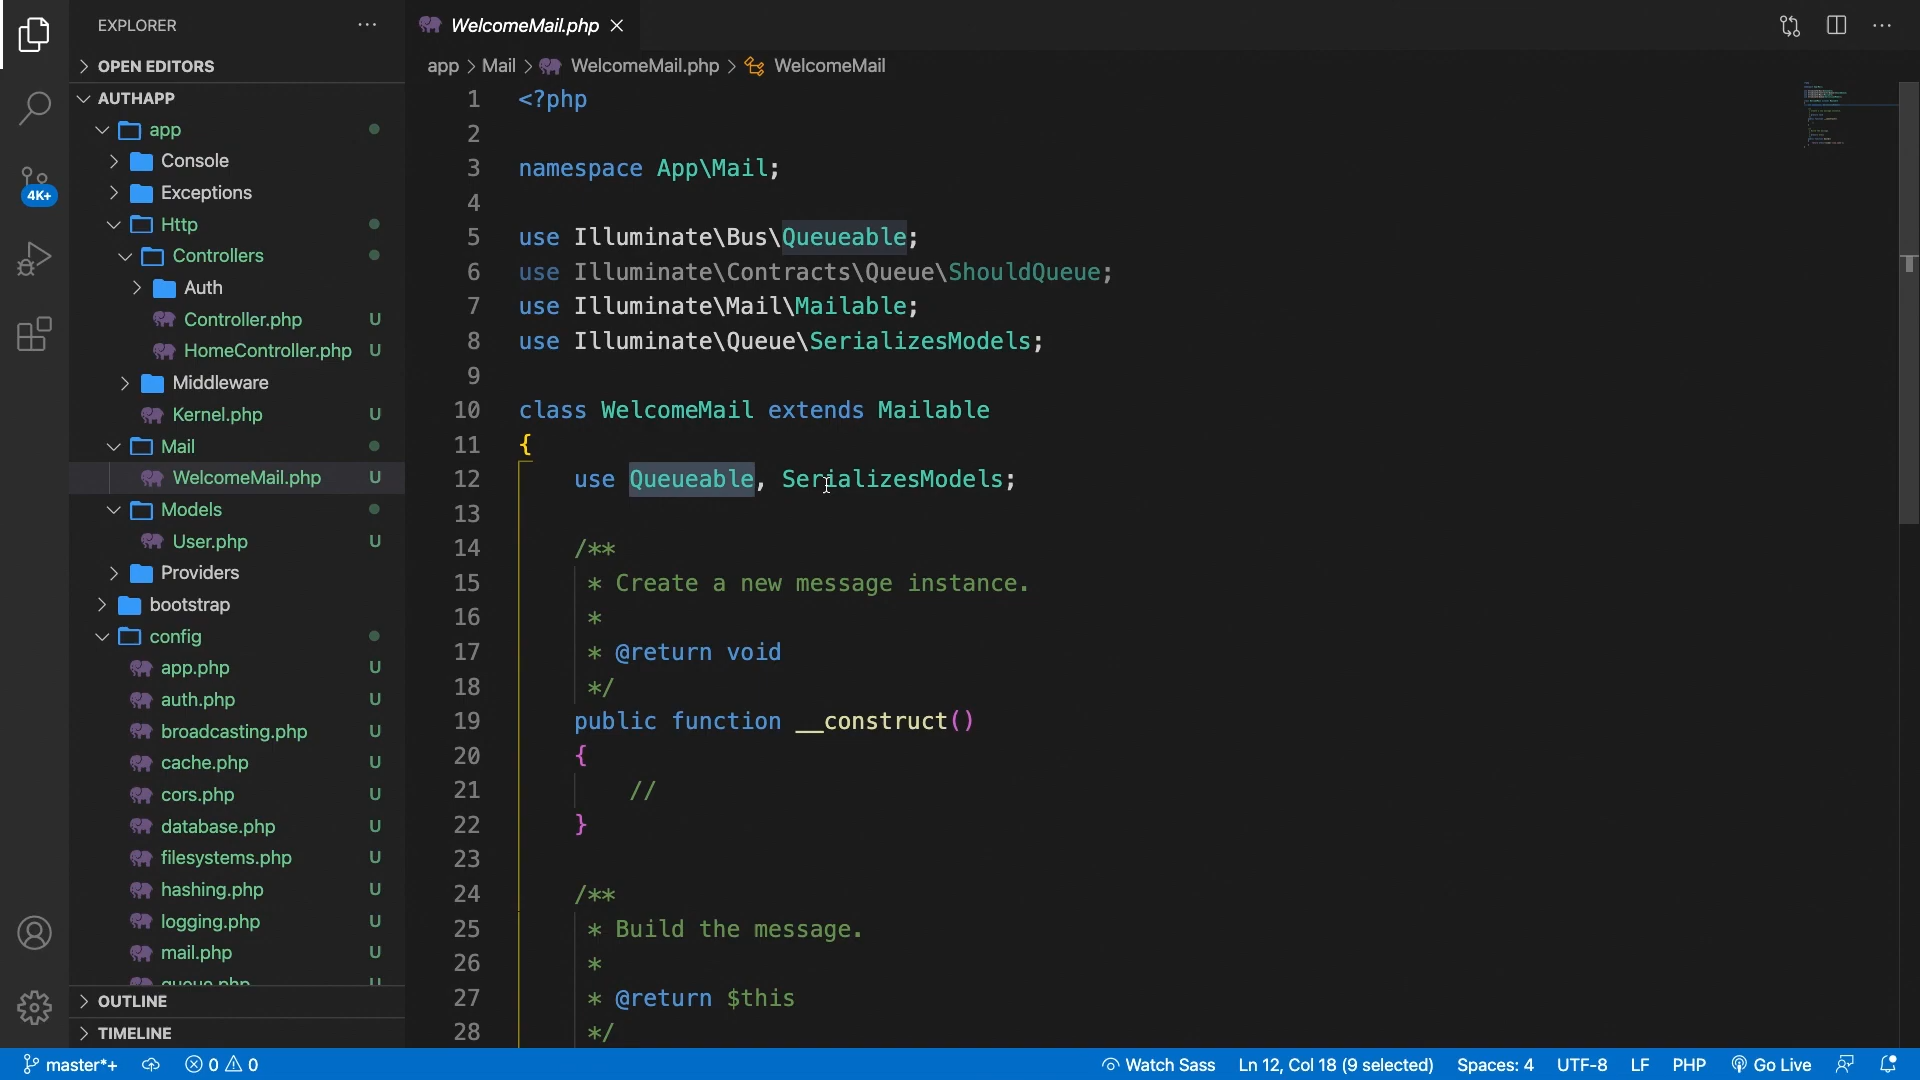 EXPLORER
OPEN EDITORS
AUTHAPP
app
Console
Exceptions
Http
Controllers
Auth
Controller.php U
HomeController.php U
Middleware
Kernel.php U
Mail
WelcomeMail.php U
Models
User.php U
Providers
bootstrap
config
app.php U
auth.php U
broadcasting.php U
cache.php U
cors.php U
database.php U
filesystems.php U
hashing.php U
logging.php U
mail.php U
queue.php U
OUTLINE
TIMELINE
4K+
WelcomeMail.php
app > Mail > WelcomeMail.php > WelcomeMail
1 <?php
2
3 namespace App\Mail;
4
5 use Illuminate\Bus\Queueable;
6 use Illuminate\Contracts\Queue\ShouldQueue;
7 use Illuminate\Mail\Mailable;
8 use Illuminate\Queue\SerializesModels;
9
10 class WelcomeMail extends Mailable
11 {
12 use Queueable, SerializesModels;
13
14 /**
15 * Create a new message instance.
16 *
17 * @return void
18 */
19 public function __construct()
20 {
21 //
22 }
23
24 /**
25 * Build the message.
26 *
27 * @return $this
28 */
master*+ 0 0 Watch Sass Ln 12, Col 18 (9 selected) Spaces: 4 UTF-8 LF PHP Go Live